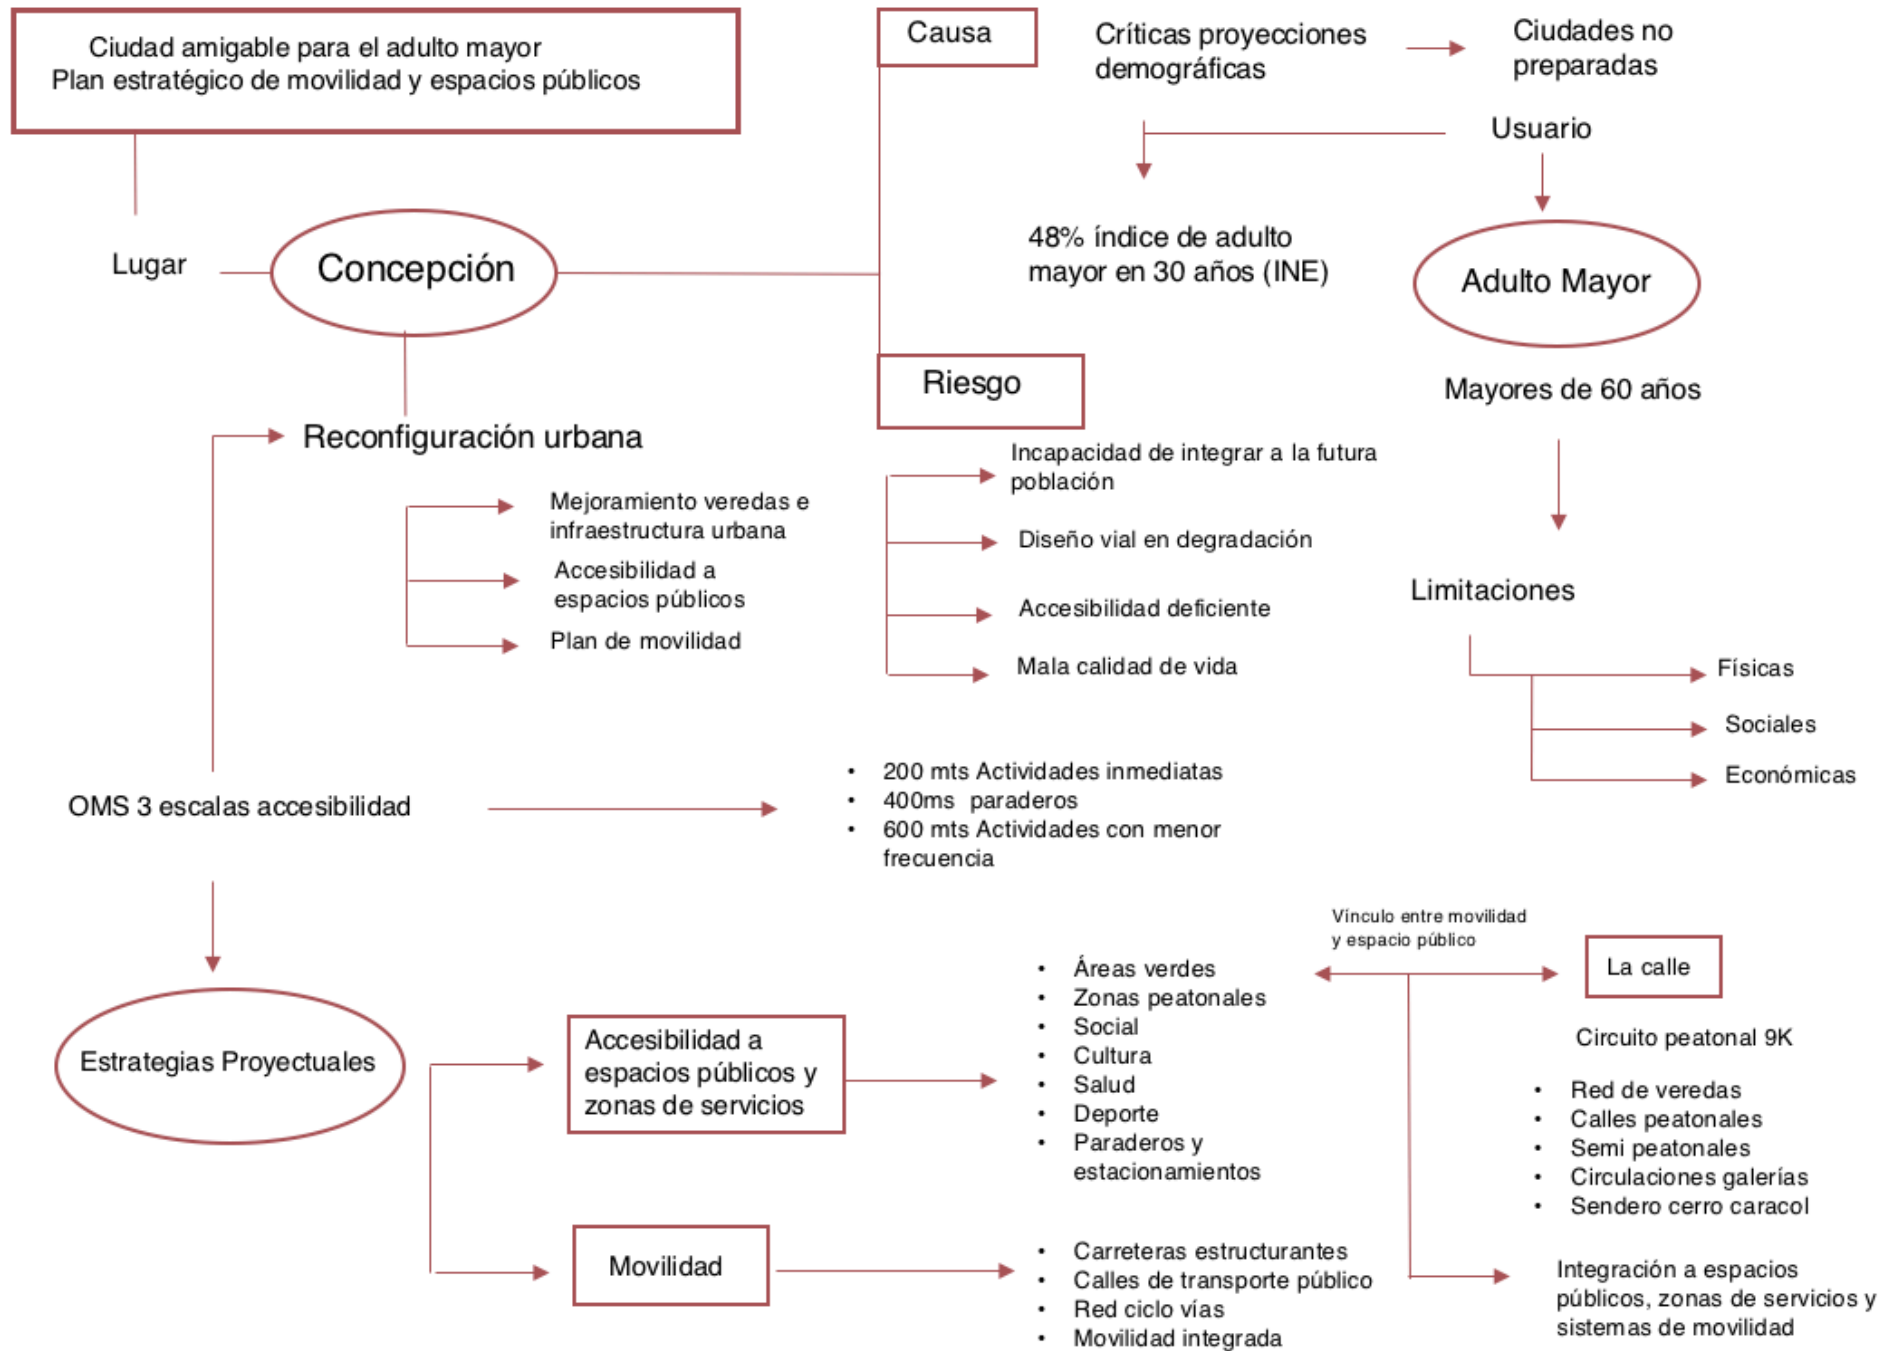 Ciudad amigable para el adulto mayor
Plan estratégico de movilidad y espacios públicos
Causa
Críticas proyecciones
demográficas
Ciudades no
preparadas
Usuario
Lugar
Concepción
48% índice de adulto
mayor en 30 años (INE)
Adulto Mayor
Riesgo
Mayores de 60 años
Reconfiguración urbana
Mejoramiento veredas e
infraestructura urbana
Accesibilidad a
espacios públicos
Plan de movilidad
Incapacidad de integrar a la futura
población
Diseño vial en degradación
Accesibilidad deficiente
Mala calidad de vida
Limitaciones
Físicas
Sociales
Económicas
OMS 3 escalas accesibilidad
• 200 mts Actividades inmediatas
• 400ms  paraderos
• 600 mts Actividades con menor
frecuencia
Estrategias Proyectuales
Accesibilidad a
espacios públicos y
zonas de servicios
• Áreas verdes
• Zonas peatonales
• Social
• Cultura
• Salud
• Deporte
• Paraderos y
estacionamientos
Vínculo entre movilidad
y espacio público
La calle
Circuito peatonal 9K
• Red de veredas
• Calles peatonales
• Semi peatonales
• Circulaciones galerías
• Sendero cerro caracol
Movilidad
• Carreteras estructurantes
• Calles de transporte público
• Red ciclo vías
• Movilidad integrada
Integración a espacios
públicos, zonas de servicios y
sistemas de movilidad